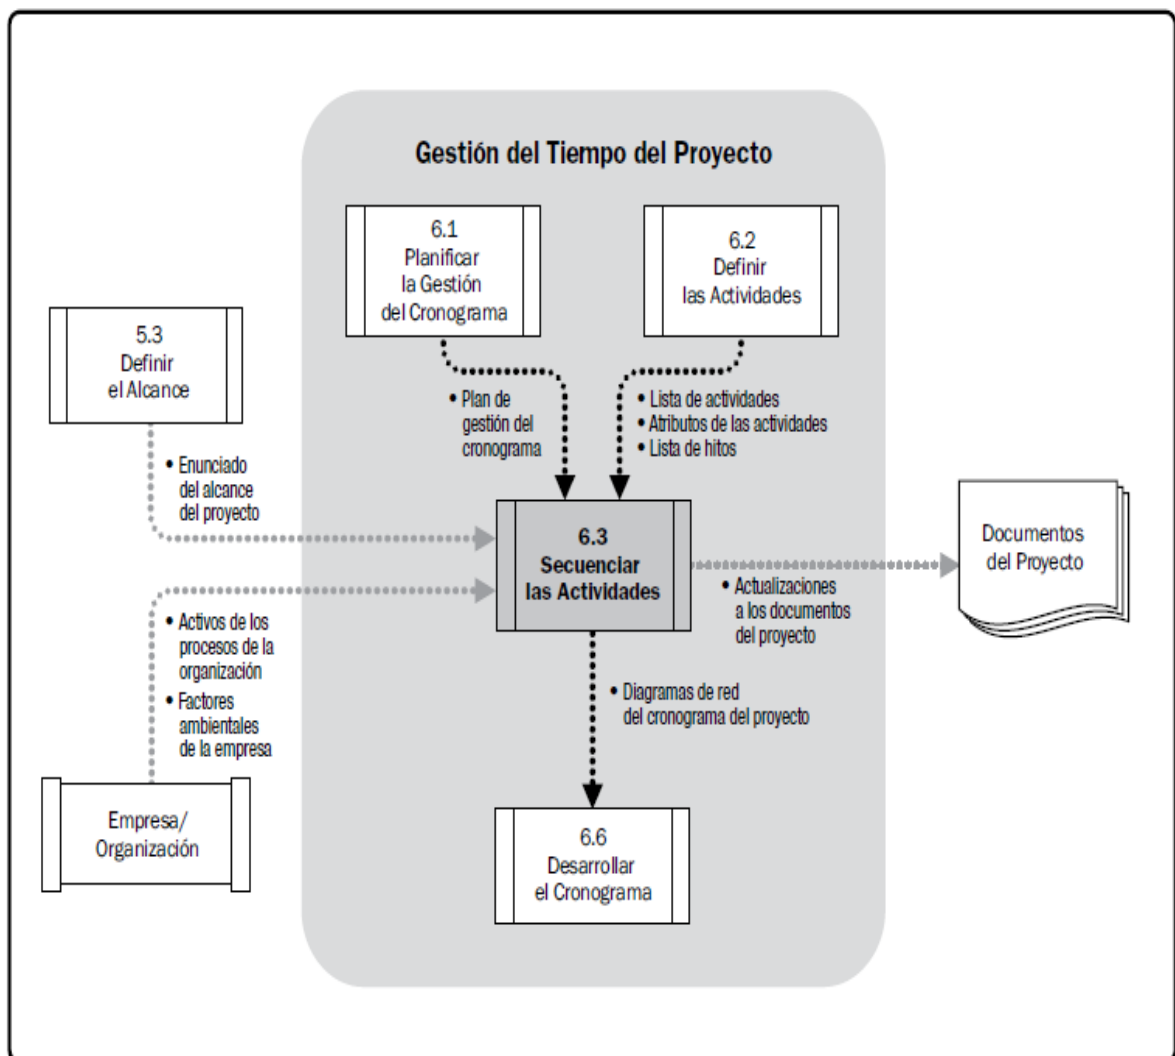 Gestión del Tiempo del Proyecto
6.1
Planificar
la Gestión
del Cronograma
6.2
Definir
las Actividades
5.3
Definir
el Alcance
• Plan de
gestión del
cronograma
• Lista de actividades
• Atributos de las actividades
• Lista de hitos
• Enunciado
del alcance
del proyecto
6.3
Secuenciar
las Actividades
Documentos
del Proyecto
• Actualizaciones
a los documentos
del proyecto
• Activos de los
procesos de la
organización
• Factores
ambientales
de la empresa
• Diagramas de red
del cronograma del proyecto
Empresa/
Organización
6.6
Desarrollar
el Cronograma